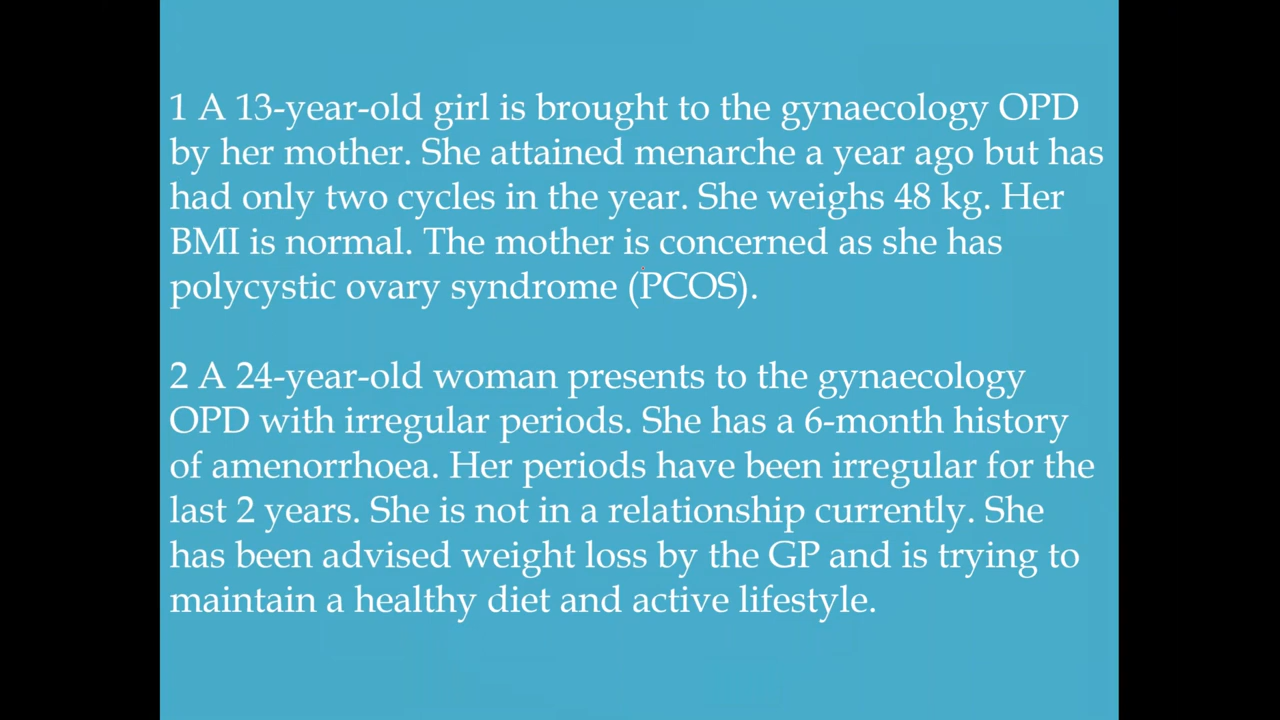 1 A 13-year-old girl is brought to the gynaecology OPD
by her mother. She attained menarche a year ago but has
had only two cycles in the year. She weighs 48 kg. Her
BMI is normal. The mother is concerned as she has
polycystic ovary syndrome (PCOS).
2 A 24-year-old woman presents to the gynaecology
OPD with irregular periods. She has a 6-month history
of amenorrhoea. Her periods have been irregular for the
last 2 years. She is not in a relationship currently. She
has been advised weight loss by the GP and is trying to
maintain a healthy diet and active lifestyle.